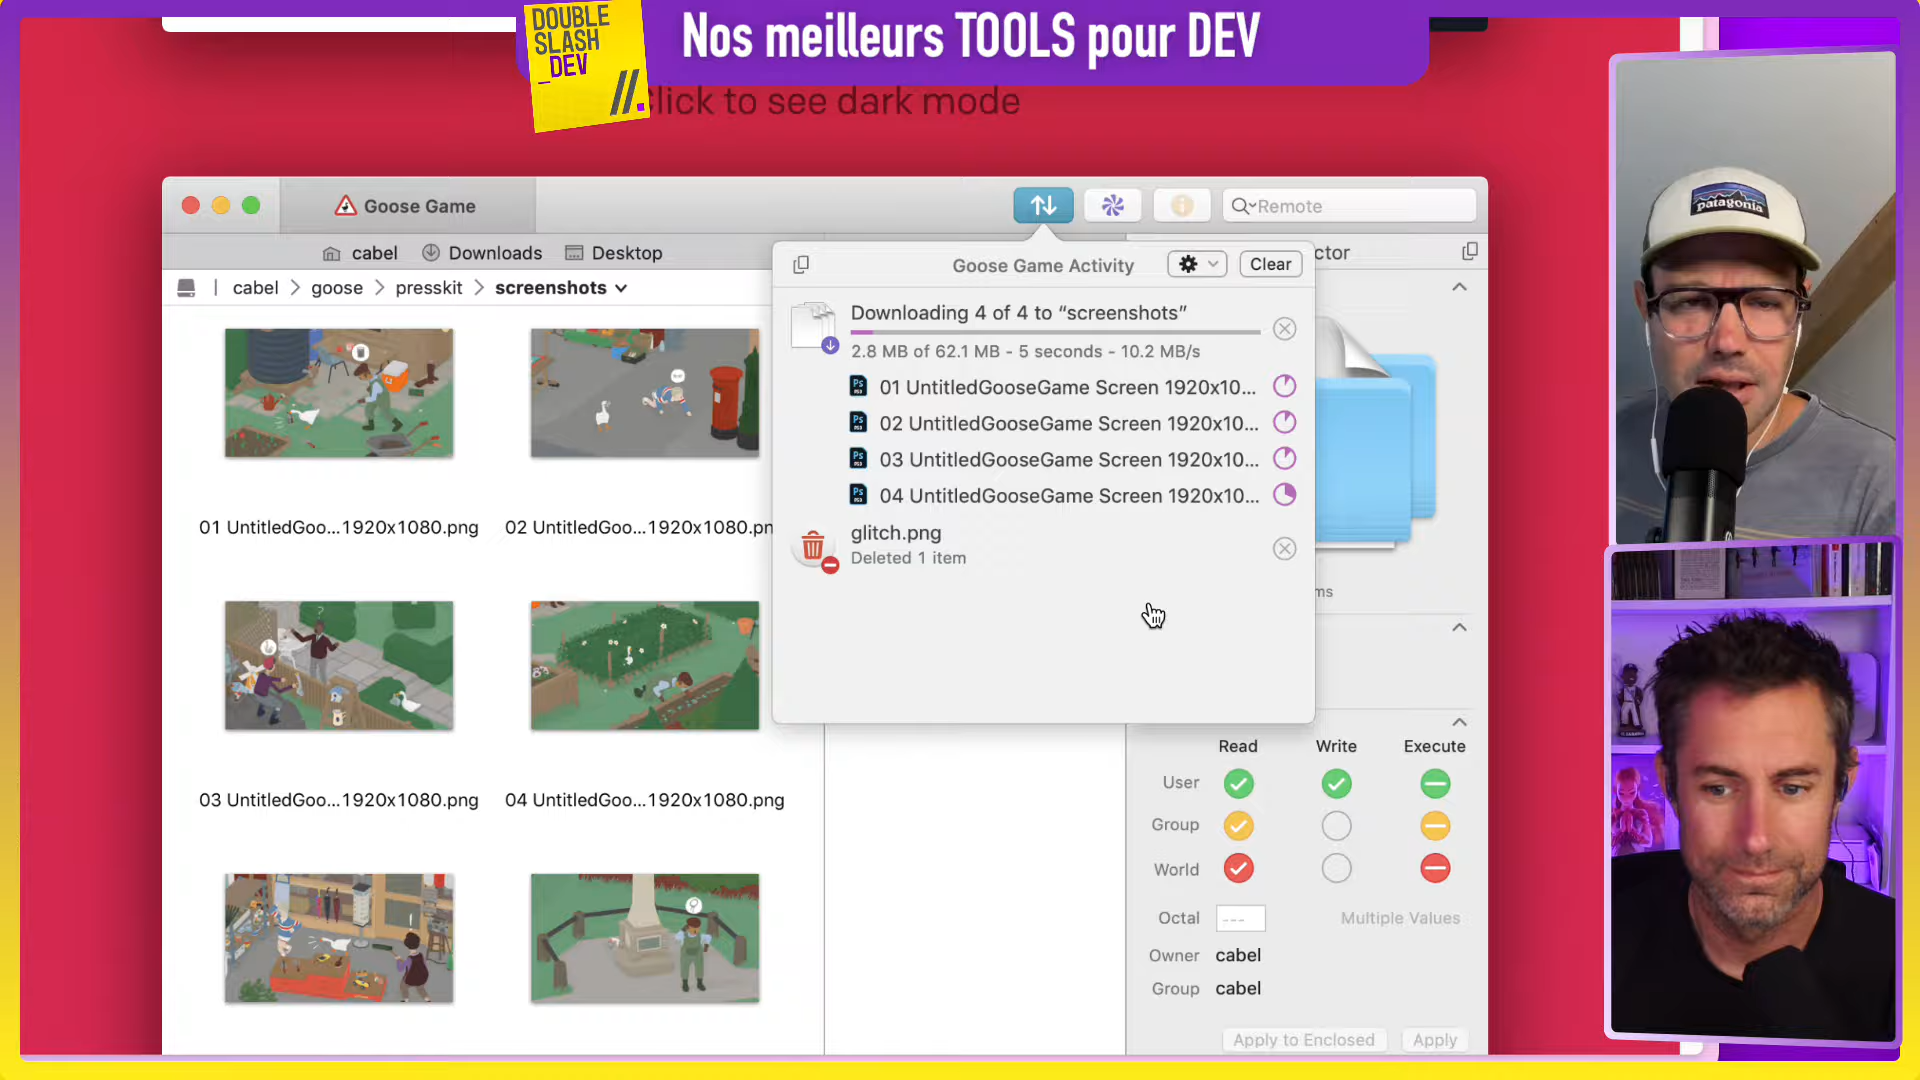 DOUBLE
SLASH
_DEV
//.
Nos meilleurs TOOLS pour DEV
lick to see dark mode
Goose Game
Remote
cabel
Downloads
Desktop
Goose Game Activity
Clear
ctor
cabel > goose > presskit > screenshots
Downloading 4 of 4 to “screenshots”
2.8 MB of 62.1 MB - 5 seconds - 10.2 MB/s
01 UntitledGooseGame Screen 1920x10...
02 UntitledGooseGame Screen 1920x10...
03 UntitledGooseGame Screen 1920x10...
04 UntitledGooseGame Screen 1920x10...
glitch.png
Deleted 1 item
01 UntitledGoo...1920x1080.png
02 UntitledGoo...1920x1080.pn
03 UntitledGoo...1920x1080.png
04 UntitledGoo...1920x1080.png
ms
Read Write Execute
User
Group
World
Octal --- Multiple Values
Owner cabel
Group cabel
Apply to Enclosed
Apply
patagonia